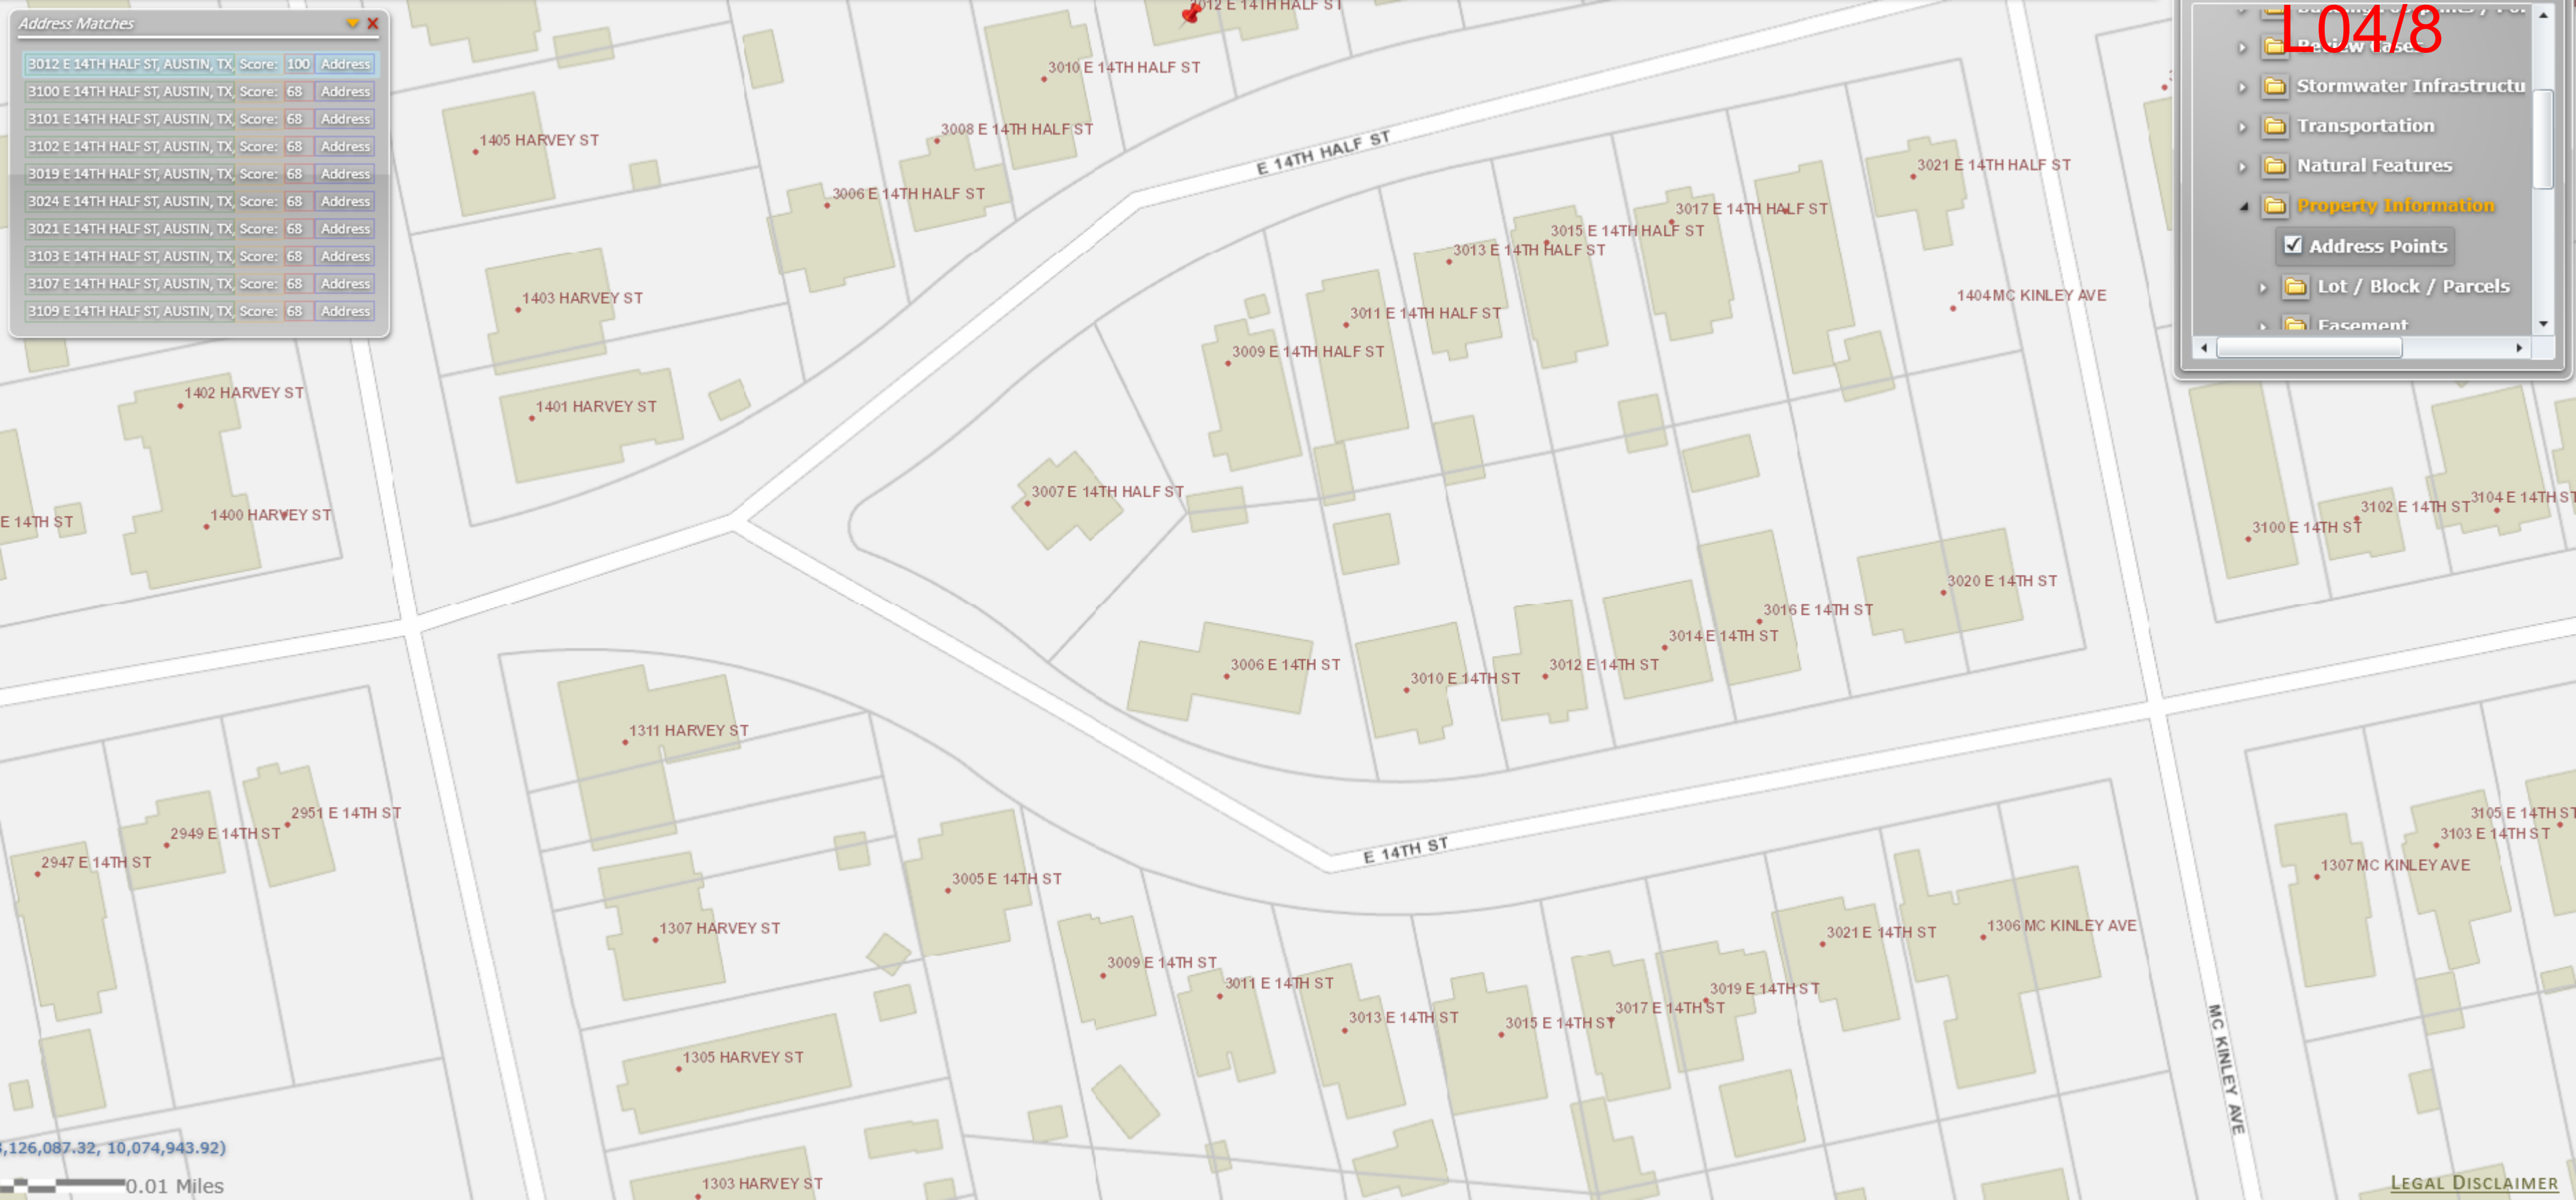 Address Matches
3012 E 14TH HALF ST, AUSTIN, TX, Score: 100 Address
3100 E 14TH HALF ST, AUSTIN, TX, Score: 68 Address
3101 E 14TH HALF ST, AUSTIN, TX, Score: 68 Address
3102 E 14TH HALF ST, AUSTIN, TX, Score: 68 Address
3019 E 14TH HALF ST, AUSTIN, TX, Score: 68 Address
3024 E 14TH HALF ST, AUSTIN, TX, Score: 68 Address
3021 E 14TH HALF ST, AUSTIN, TX, Score: 68 Address
3103 E 14TH HALF ST, AUSTIN, TX, Score: 68 Address
3107 E 14TH HALF ST, AUSTIN, TX, Score: 68 Address
3109 E 14TH HALF ST, AUSTIN, TX, Score: 68 Address
L04/8
Review Cases
Stormwater Infrastructu
Transportation
Natural Features
Property Information
Address Points
Lot / Block / Parcels
Easement
012 E 14TH HALF ST
3010 E 14TH HALF ST
3008 E 14TH HALF ST
1405 HARVEY ST
E 14TH HALF ST
3006 E 14TH HALF ST
3021 E 14TH HALF ST
3017 E 14TH HALF ST
3015 E 14TH HALF ST
3013 E 14TH HALF ST
1403 HARVEY ST
1404 MC KINLEY AVE
3011 E 14TH HALF ST
3009 E 14TH HALF ST
1402 HARVEY ST
1401 HARVEY ST
3007 E 14TH HALF ST
E 14TH ST
1400 HARVEY ST
3104 E 14TH ST
3102 E 14TH ST
3100 E 14TH ST
3020 E 14TH ST
3016 E 14TH ST
3014 E 14TH ST
3006 E 14TH ST
3012 E 14TH ST
3010 E 14TH ST
1311 HARVEY ST
2951 E 14TH ST
2949 E 14TH ST
2947 E 14TH ST
3105 E 14TH ST
3103 E 14TH ST
E 14TH ST
1307 MC KINLEY AVE
3005 E 14TH ST
1307 HARVEY ST
1306 MC KINLEY AVE
3021 E 14TH ST
3009 E 14TH ST
3011 E 14TH ST
3019 E 14TH ST
3017 E 14TH ST
3013 E 14TH ST
3015 E 14TH ST
1305 HARVEY ST
MC KINLEY AVE
,126,087.32, 10,074,943.92)
0.01 Miles
1303 HARVEY ST
LEGAL DISCLAIMER